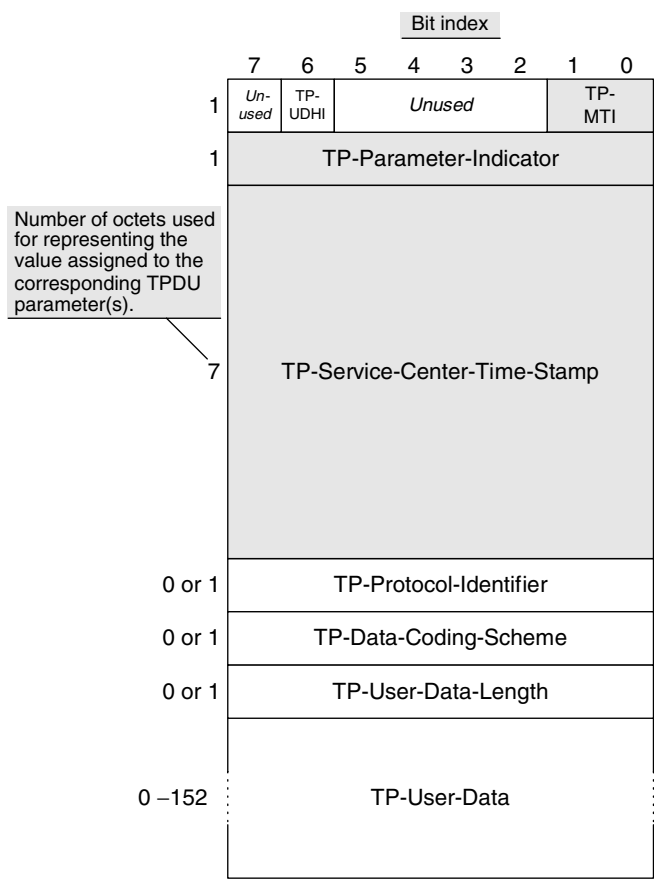 Bit index
7 6 5 4 3 2 1 0
1
Un-
used
TP-
UDHI
Unused
TP-
MTI
1
TP-Parameter-Indicator
Number of octets used
for representing the
value assigned to the
corresponding TPDU
parameter(s).
7
TP-Service-Center-Time-Stamp
0 or 1
TP-Protocol-Identifier
0 or 1
TP-Data-Coding-Scheme
0 or 1
TP-User-Data-Length
0 –152
TP-User-Data